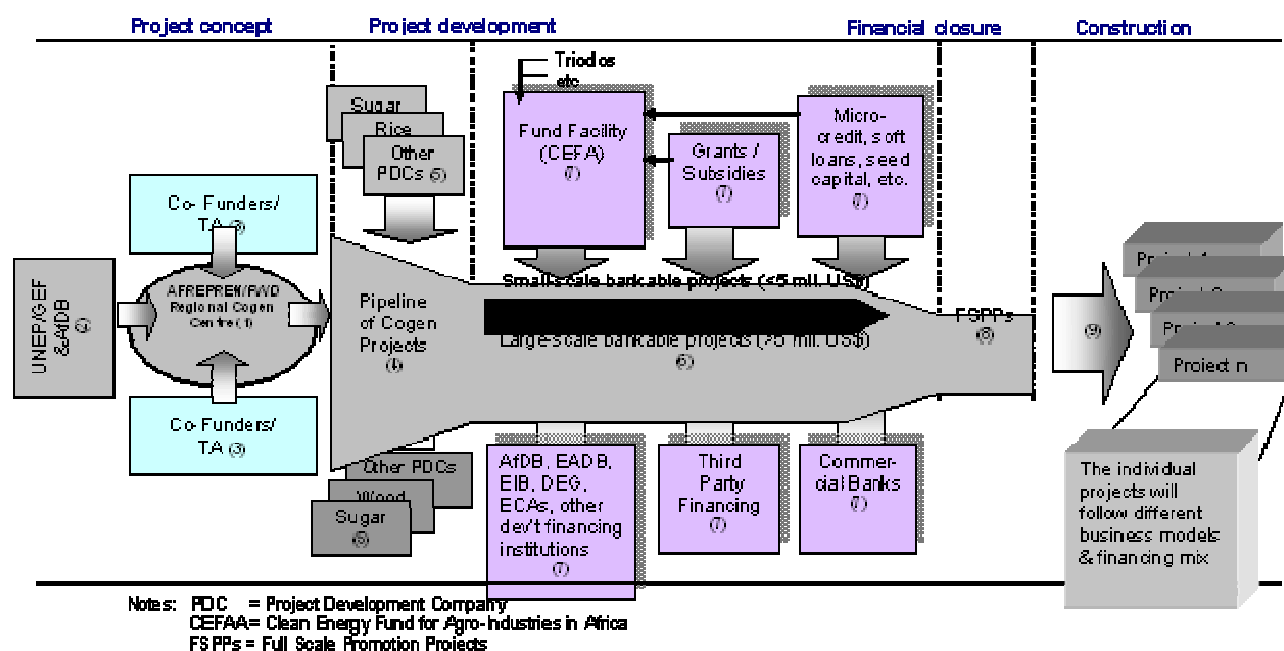 Project concept
Project development
Financial closure
Construction
Triodos
etc
Sugar
Rice
Other
PDCs (5)
Fund Facility
(CEFA)
(7)
Grants /
Subsidies
(7)
Micro-
credit, soft
loans, seed
capital, etc.
(7)
Co- Funders/
TA (3)
UNEP/GEF
& AfDB
(2)
AFREPREN/FWD
Regional Cogen
Centre (1)
Co- Funders/
TA (3)
Pipeline
of Cogen
Projects
(4)
Small-scale bankable projects (<5 mil. US$)
Large-scale bankable projects (>5 mil. US$)
(6)
FSPPs
(8)
(9)
Project
Project
Project
Project n
Other PDCs
Wood
Sugar
(5)
AfDB, EADB,
EIB, DEG,
ECAs, other
dev't financing
institutions
(7)
Third
Party
Financing
(7)
Commer-
cial Banks
(7)
The individual
projects will
follow different
business models
& financing mix
Notes: PDC = Project Development Company
CEFAA= Clean Energy Fund for Agro-Industries in Africa
FSPPs = Full Scale Promotion Projects